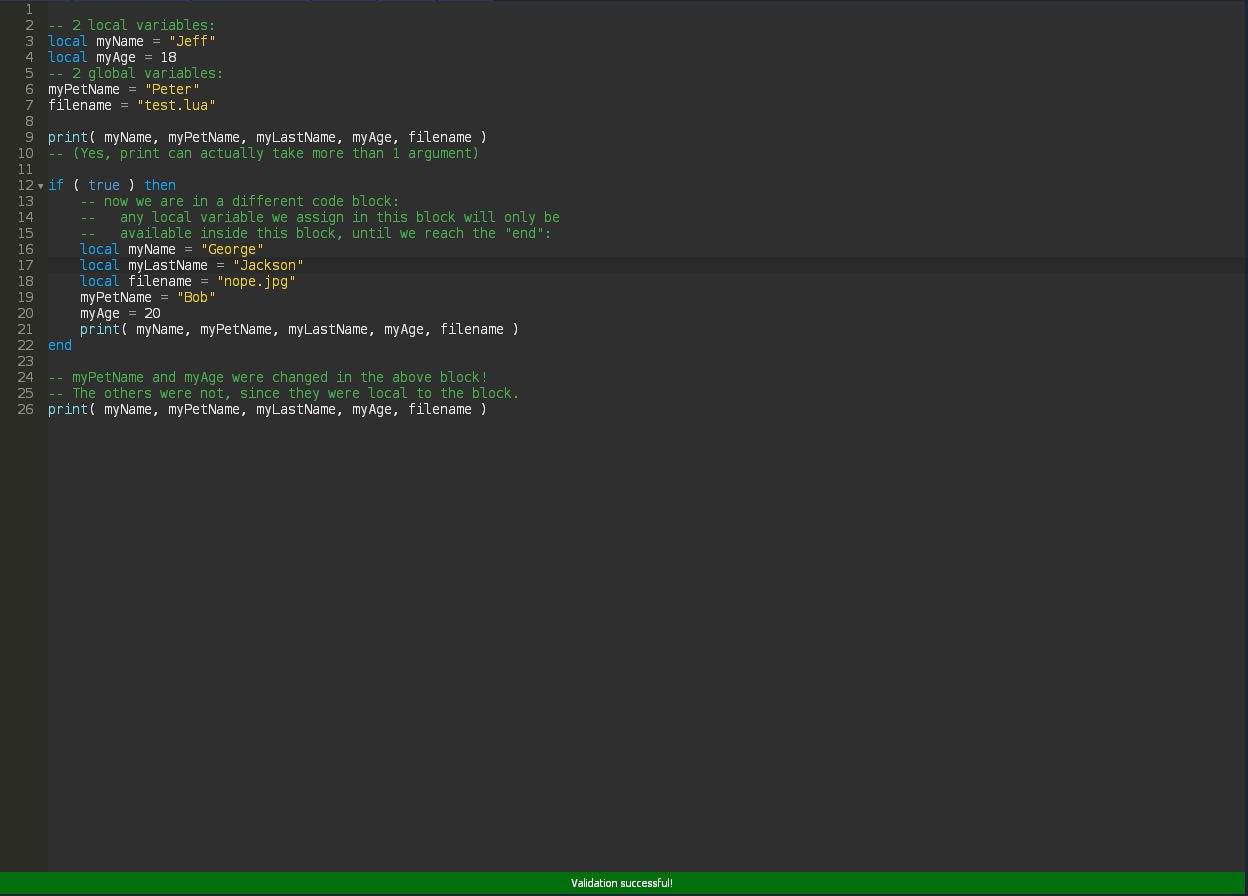 1
2 -- 2 local variables:
3 local myName = "Jeff"
4 local myAge = 18
5 -- 2 global variables:
6 myPetName = "Peter"
7 filename = "test.lua"
8
9 print( myName, myPetName, myLastName, myAge, filename )
10 -- (Yes, print can actually take more than 1 argument)
11
12 if ( true ) then
13     -- now we are in a different code block:
14     --   any local variable we assign in this block will only be
15     --   available inside this block, until we reach the "end":
16     local myName = "George"
17     local myLastName = "Jackson"
18     local filename = "nope.jpg"
19     myPetName = "Bob"
20     myAge = 20
21     print( myName, myPetName, myLastName, myAge, filename )
22 end
23
24 -- myPetName and myAge were changed in the above block!
25 -- The others were not, since they were local to the block.
26 print( myName, myPetName, myLastName, myAge, filename )
Validation successful!